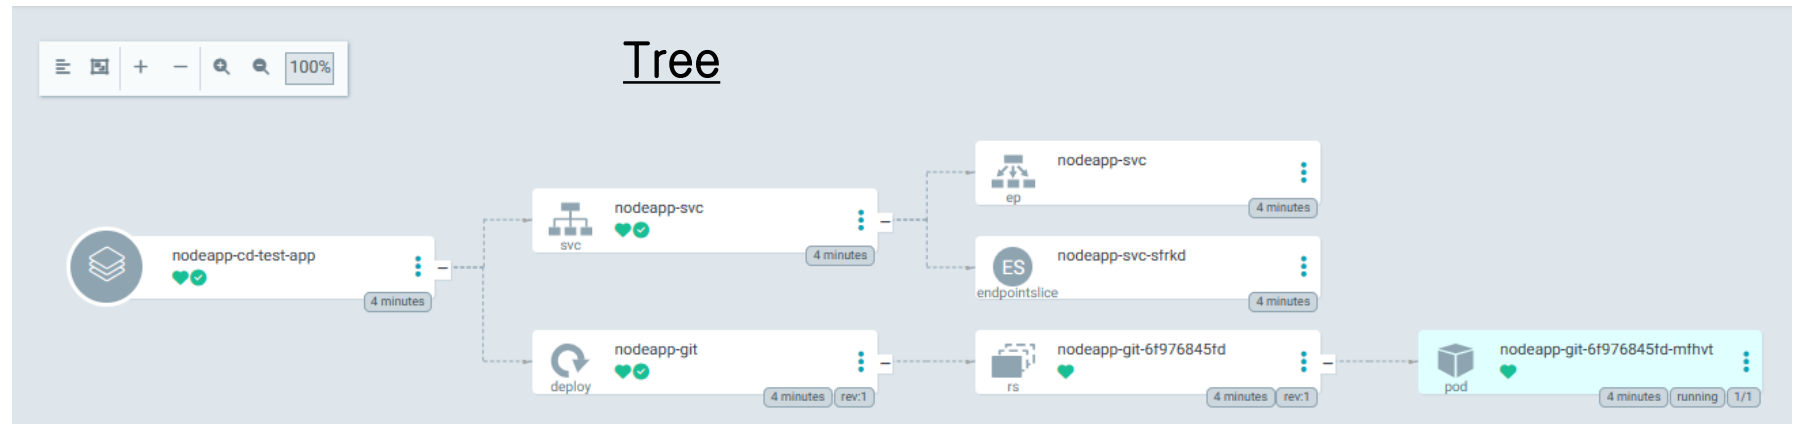 100%
Tree
nodeapp-cd-test-app
4 minutes
nodeapp-svc
svc
4 minutes
nodeapp-git
deploy
4 minutes rev:1
nodeapp-svc
ep
4 minutes
ES
nodeapp-svc-sfrkd
endpointslice
4 minutes
nodeapp-git-6f976845fd
rs
4 minutes rev:1
nodeapp-git-6f976845fd-mfhvt
pod
4 minutes running 1/1